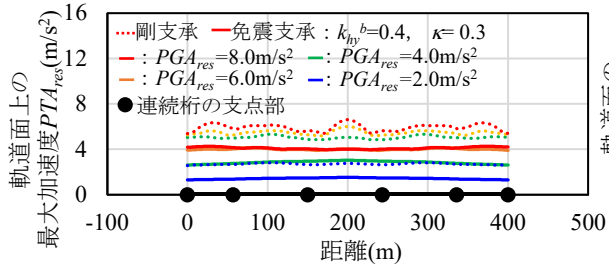 軌道面上の
最大加速度PTAres(m/s²)
16
12
8
4
0
剛支承 免震支承：khyᵇ=0.4, κ= 0.3
：PGAres=8.0m/s² ：PGAres=4.0m/s²
：PGAres=6.0m/s² ：PGAres=2.0m/s²
連続桁の支点部
-100 0 100 200 300 400 500
距離(m)